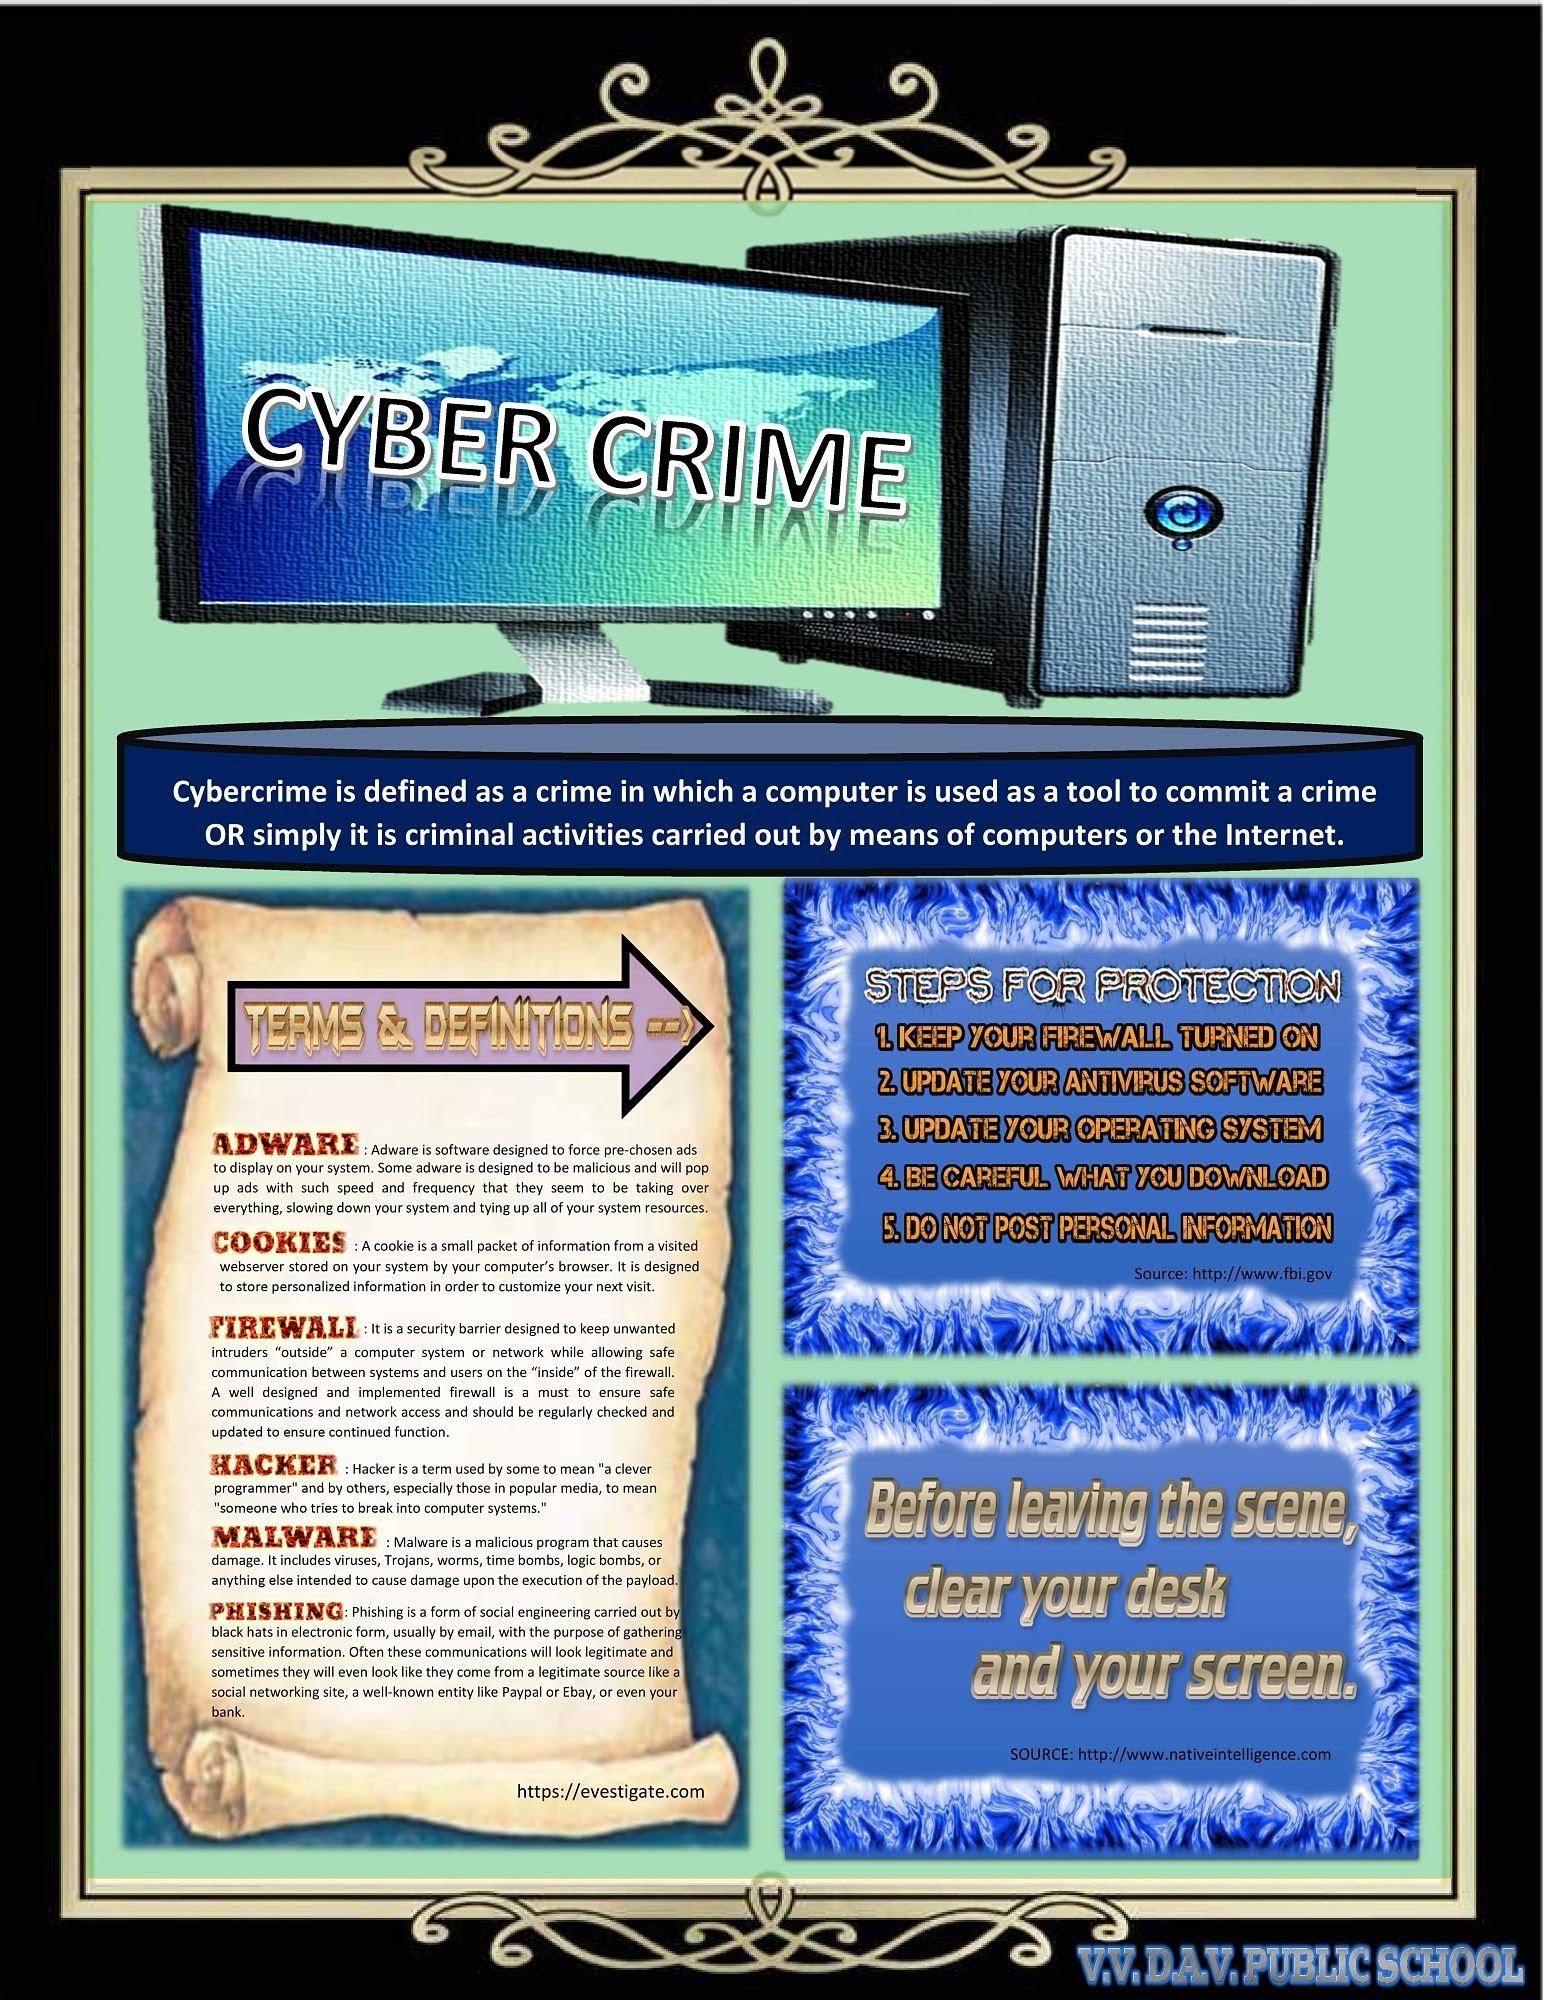 CYBER CRIME
Cybercrime is defined as a crime in which a computer is used as a tool to commit a crime
OR simply it is criminal activities carried out by means of computers or the Internet.
TERMS & DEFINITIONS -->
ADWARE : Adware is software designed to force pre-chosen ads
to display on your system. Some adware is designed to be malicious and will pop
up ads with such speed and frequency that they seem to be taking over
everything, slowing down your system and tying up all of your system resources.
COOKIES : A cookie is a small packet of information from a visited
webserver stored on your system by your computer’s browser. It is designed
to store personalized information in order to customize your next visit.
FIREWALL : It is a security barrier designed to keep unwanted
intruders “outside” a computer system or network while allowing safe
communication between systems and users on the “inside” of the firewall.
A well designed and implemented firewall is a must to ensure safe
communications and network access and should be regularly checked and
updated to ensure continued function.
HACKER : Hacker is a term used by some to mean "a clever
programmer" and by others, especially those in popular media, to mean
"someone who tries to break into computer systems."
MALWARE : Malware is a malicious program that causes
damage. It includes viruses, Trojans, worms, time bombs, logic bombs, or
anything else intended to cause damage upon the execution of the payload.
PHISHING: Phishing is a form of social engineering carried out by
black hats in electronic form, usually by email, with the purpose of gathering
sensitive information. Often these communications will look legitimate and
sometimes they will even look like they come from a legitimate source like a
social networking site, a well-known entity like Paypal or Ebay, or even your
bank.
https://evestigate.com
STEPS FOR PROTECTION
1. KEEP YOUR FIREWALL TURNED ON
2. UPDATE YOUR ANTIVIRUS SOFTWARE
3. UPDATE YOUR OPERATING SYSTEM
4. BE CAREFUL WHAT YOU DOWNLOAD
5. DO NOT POST PERSONAL INFORMATION
Source: http://www.fbi.gov
Before leaving the scene,
clear your desk
and your screen.
SOURCE: http://www.nativeintelligence.com
V.V. D.A.V. PUBLIC SCHOOL